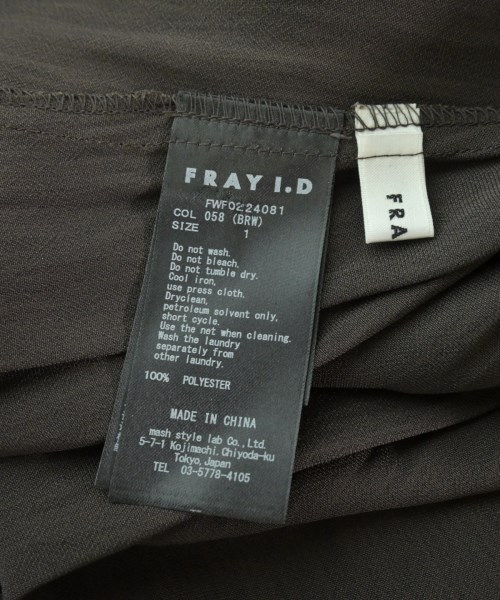 FRAY I.D
FWF0224081
COL 058 (BRW)
SIZE 1
Do not wash.
Do not bleach.
Do not tumble dry.
Cool iron,
use press cloth.
Dryclean,
petroleum solvent only,
short cycle.
Use the net when cleaning.
Wash the laundry
separately from
other laundry.
100% POLYESTER
MADE IN CHINA
mash style lab Co., Ltd.
5-7-1 Kojimachi, Chiyoda-ku
Tokyo, Japan
TEL 03-5778-4105
FRA